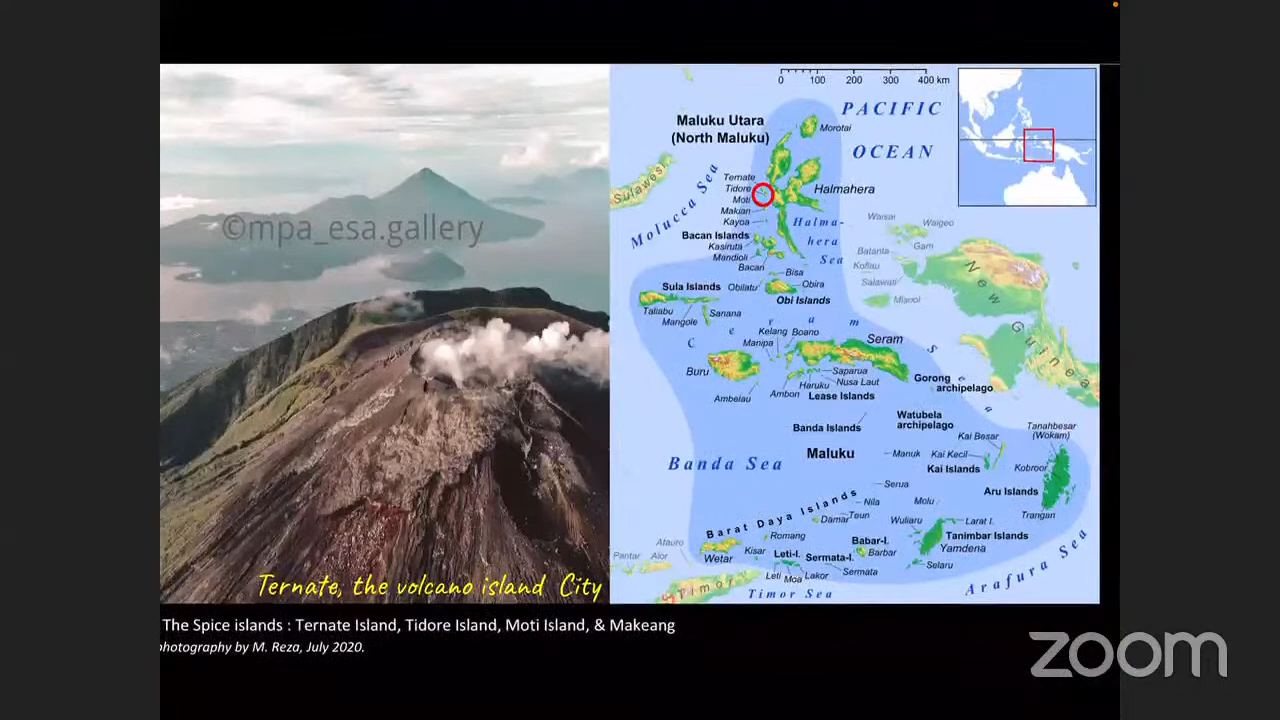 ©mpa_esa.gallery
Ternate, the volcano island City
0 100 200 300 400 km
PACIFIC
OCEAN
Maluku Utara
(North Maluku)
Morotai
Sulawesi
Molucca Sea
Ternate
Tidore
Moti
Makian
Kayoa
Halmahera
Halma-
hera
Sea
Bacan Islands
Kasiruta
Mandioli
Bacan
Bisa
Obira
Obilatu
Obi Islands
Waisai
Waigeo
Gam
Batanta
Kofiau
Salawati
Misool
New Guinea
Sula Islands
Taliabu
Mangole
Sanana
Ceram Sea
Kelang
Boano
Manipa
Seram
Buru
Ambelau
Ambon
Haruku
Saparua
Nusa Laut
Lease Islands
Gorong
archipelago
Banda Islands
Watubela
archipelago
Maluku
Banda Sea
Manuk
Kai Besar
Kai Kecil
Kai Islands
Tanahbesar
(Wokam)
Kobroor
Aru Islands
Trangan
Serua
Nila
Teun
Damar
Barat Daya Islands
Molu
Wuliaru
Larat I.
Tanimbar Islands
Yamdena
Selaru
Romang
Babar-I.
Barbar
Wetar
Kisar
Leti-I.
Sermata-I.
Leti
Moa
Lakor
Sermata
Atauro
Pantar
Alor
Timor
Timor Sea
Arafura Sea
The Spice islands : Ternate Island, Tidore Island, Moti Island, & Makeang
photography by M. Reza, July 2020.
zoom